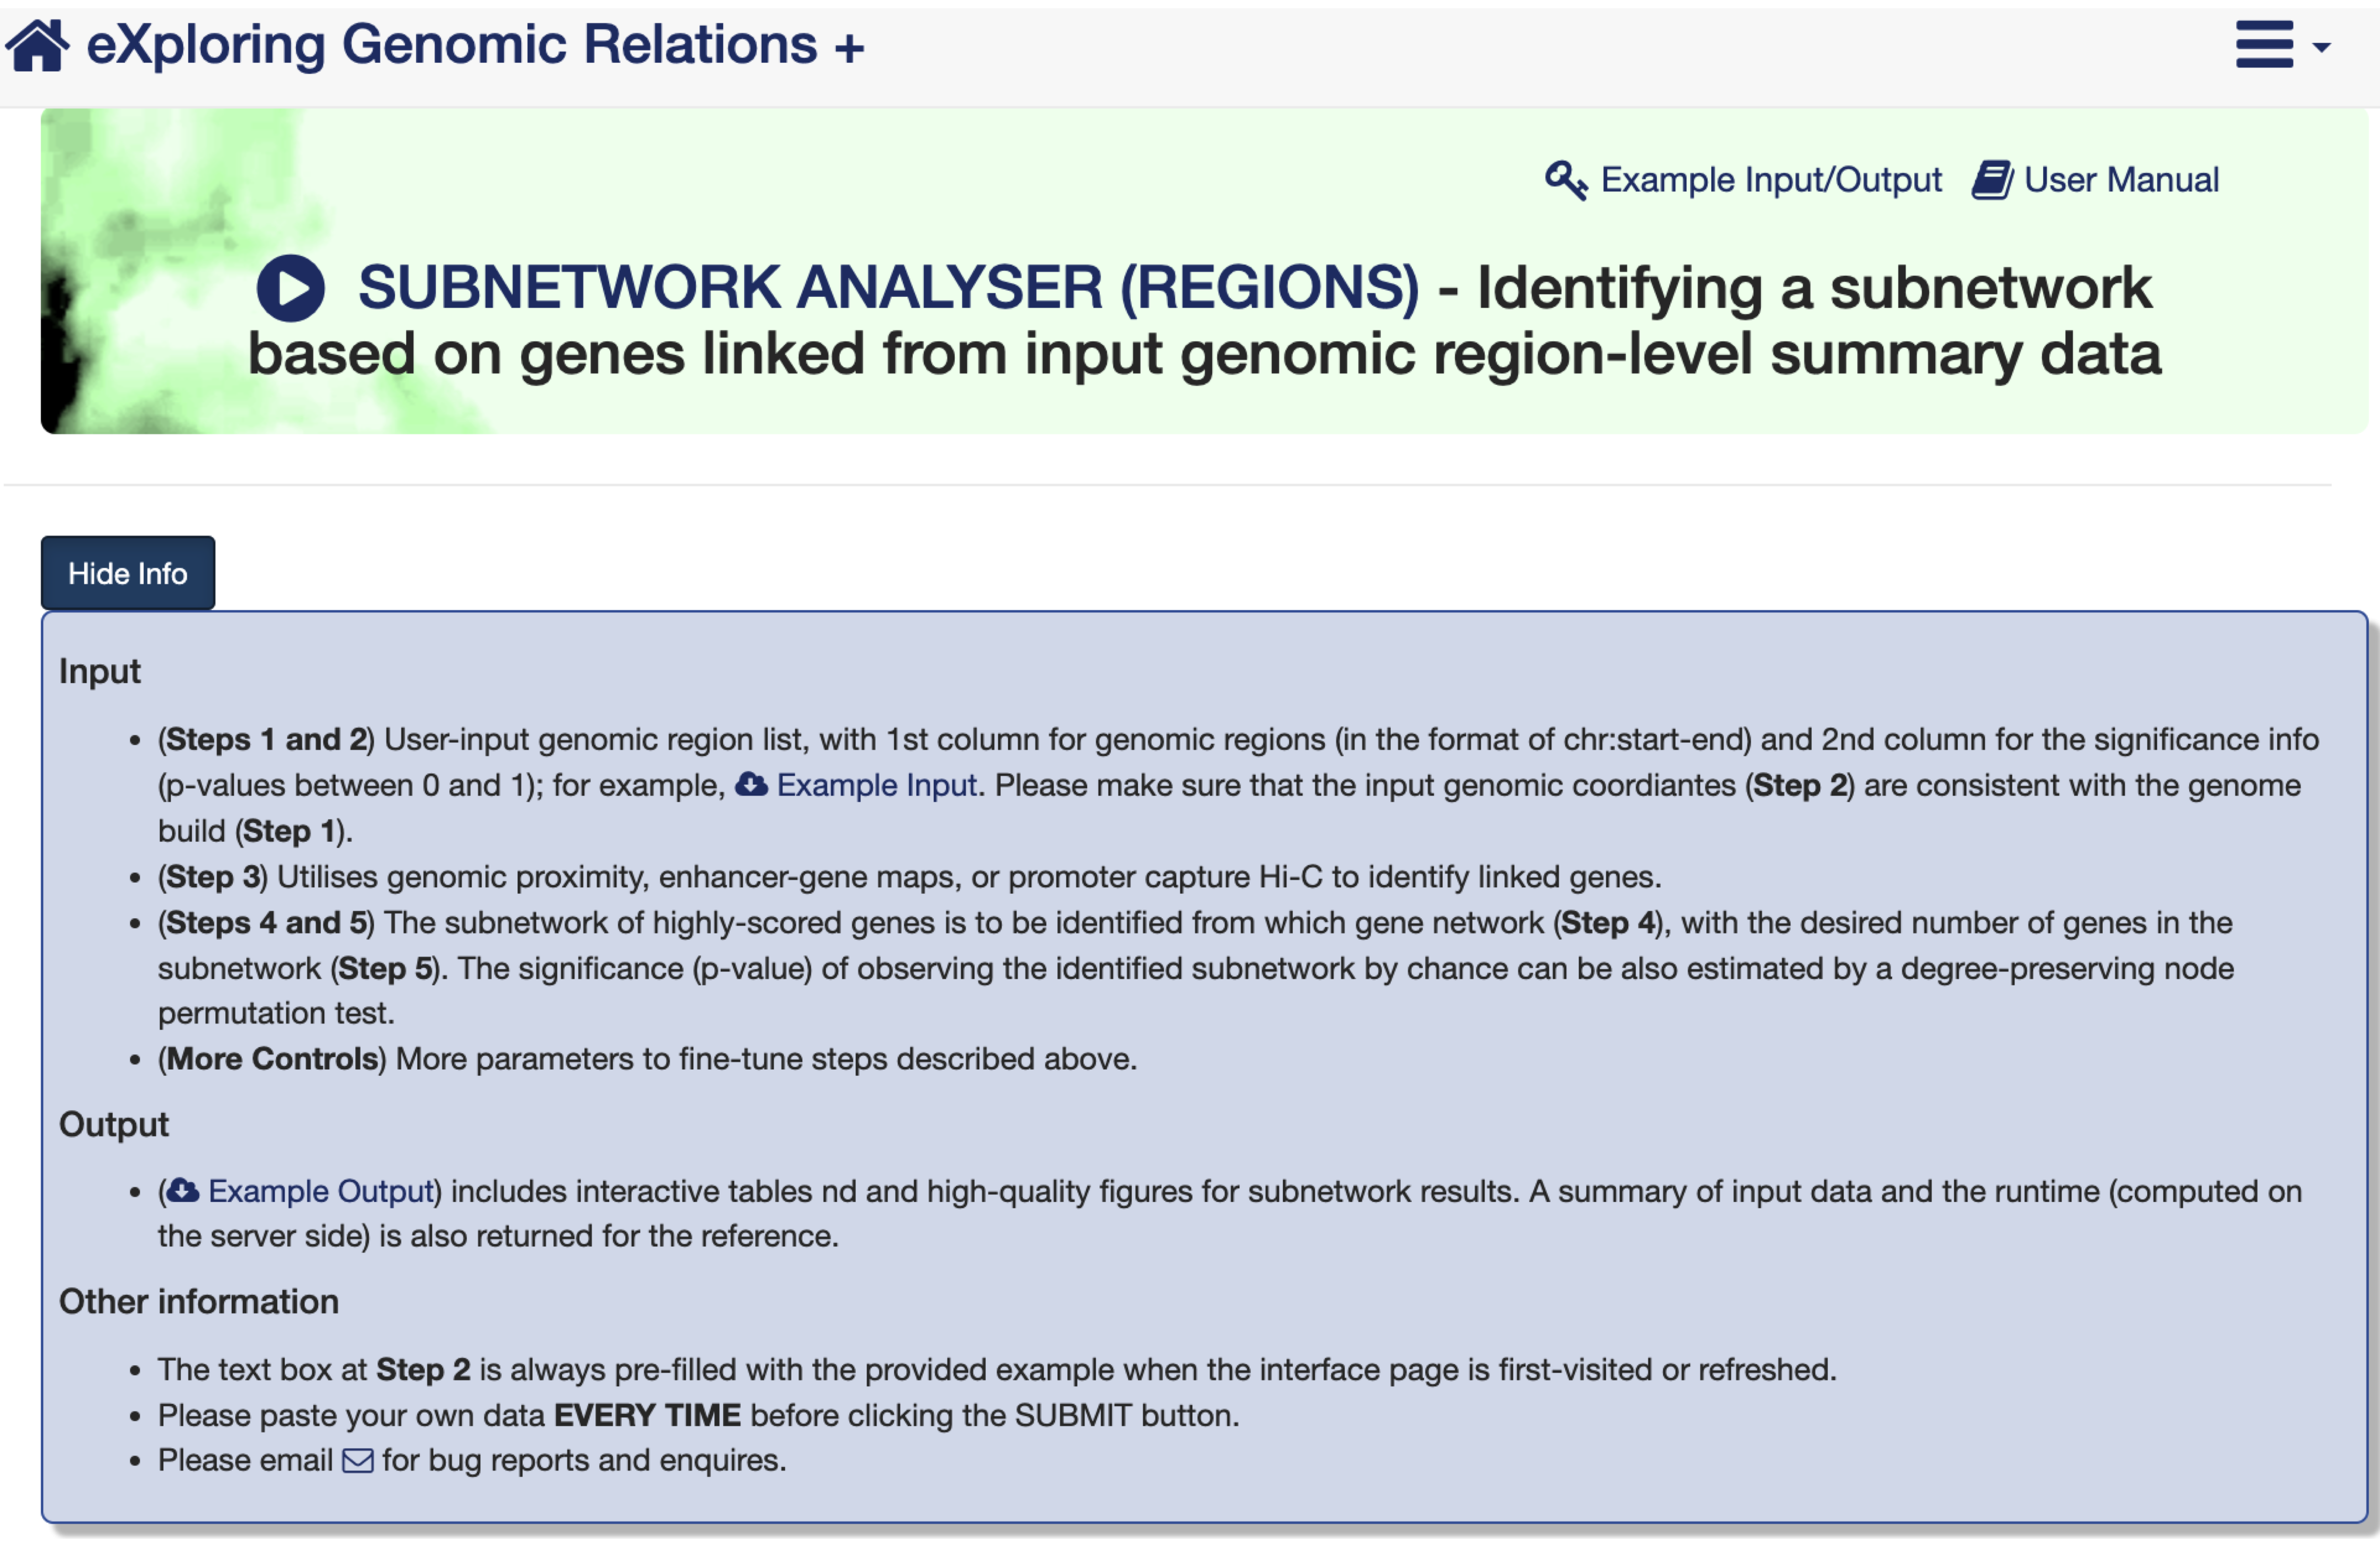 eXploring Genomic Relations +
Example Input/Output User Manual
SUBNETWORK ANALYSER (REGIONS) - Identifying a subnetwork
based on genes linked from input genomic region-level summary data
Hide Info
Input
• (Steps 1 and 2) User-input genomic region list, with 1st column for genomic regions (in the format of chr:start-end) and 2nd column for the significance info
(p-values between 0 and 1); for example, Example Input. Please make sure that the input genomic coordiantes (Step 2) are consistent with the genome
build (Step 1).
• (Step 3) Utilises genomic proximity, enhancer-gene maps, or promoter capture Hi-C to identify linked genes.
• (Steps 4 and 5) The subnetwork of highly-scored genes is to be identified from which gene network (Step 4), with the desired number of genes in the
subnetwork (Step 5). The significance (p-value) of observing the identified subnetwork by chance can be also estimated by a degree-preserving node
permutation test.
• (More Controls) More parameters to fine-tune steps described above.
Output
• (Example Output) includes interactive tables nd and high-quality figures for subnetwork results. A summary of input data and the runtime (computed on
the server side) is also returned for the reference.
Other information
• The text box at Step 2 is always pre-filled with the provided example when the interface page is first-visited or refreshed.
• Please paste your own data EVERY TIME before clicking the SUBMIT button.
• Please email for bug reports and enquires.